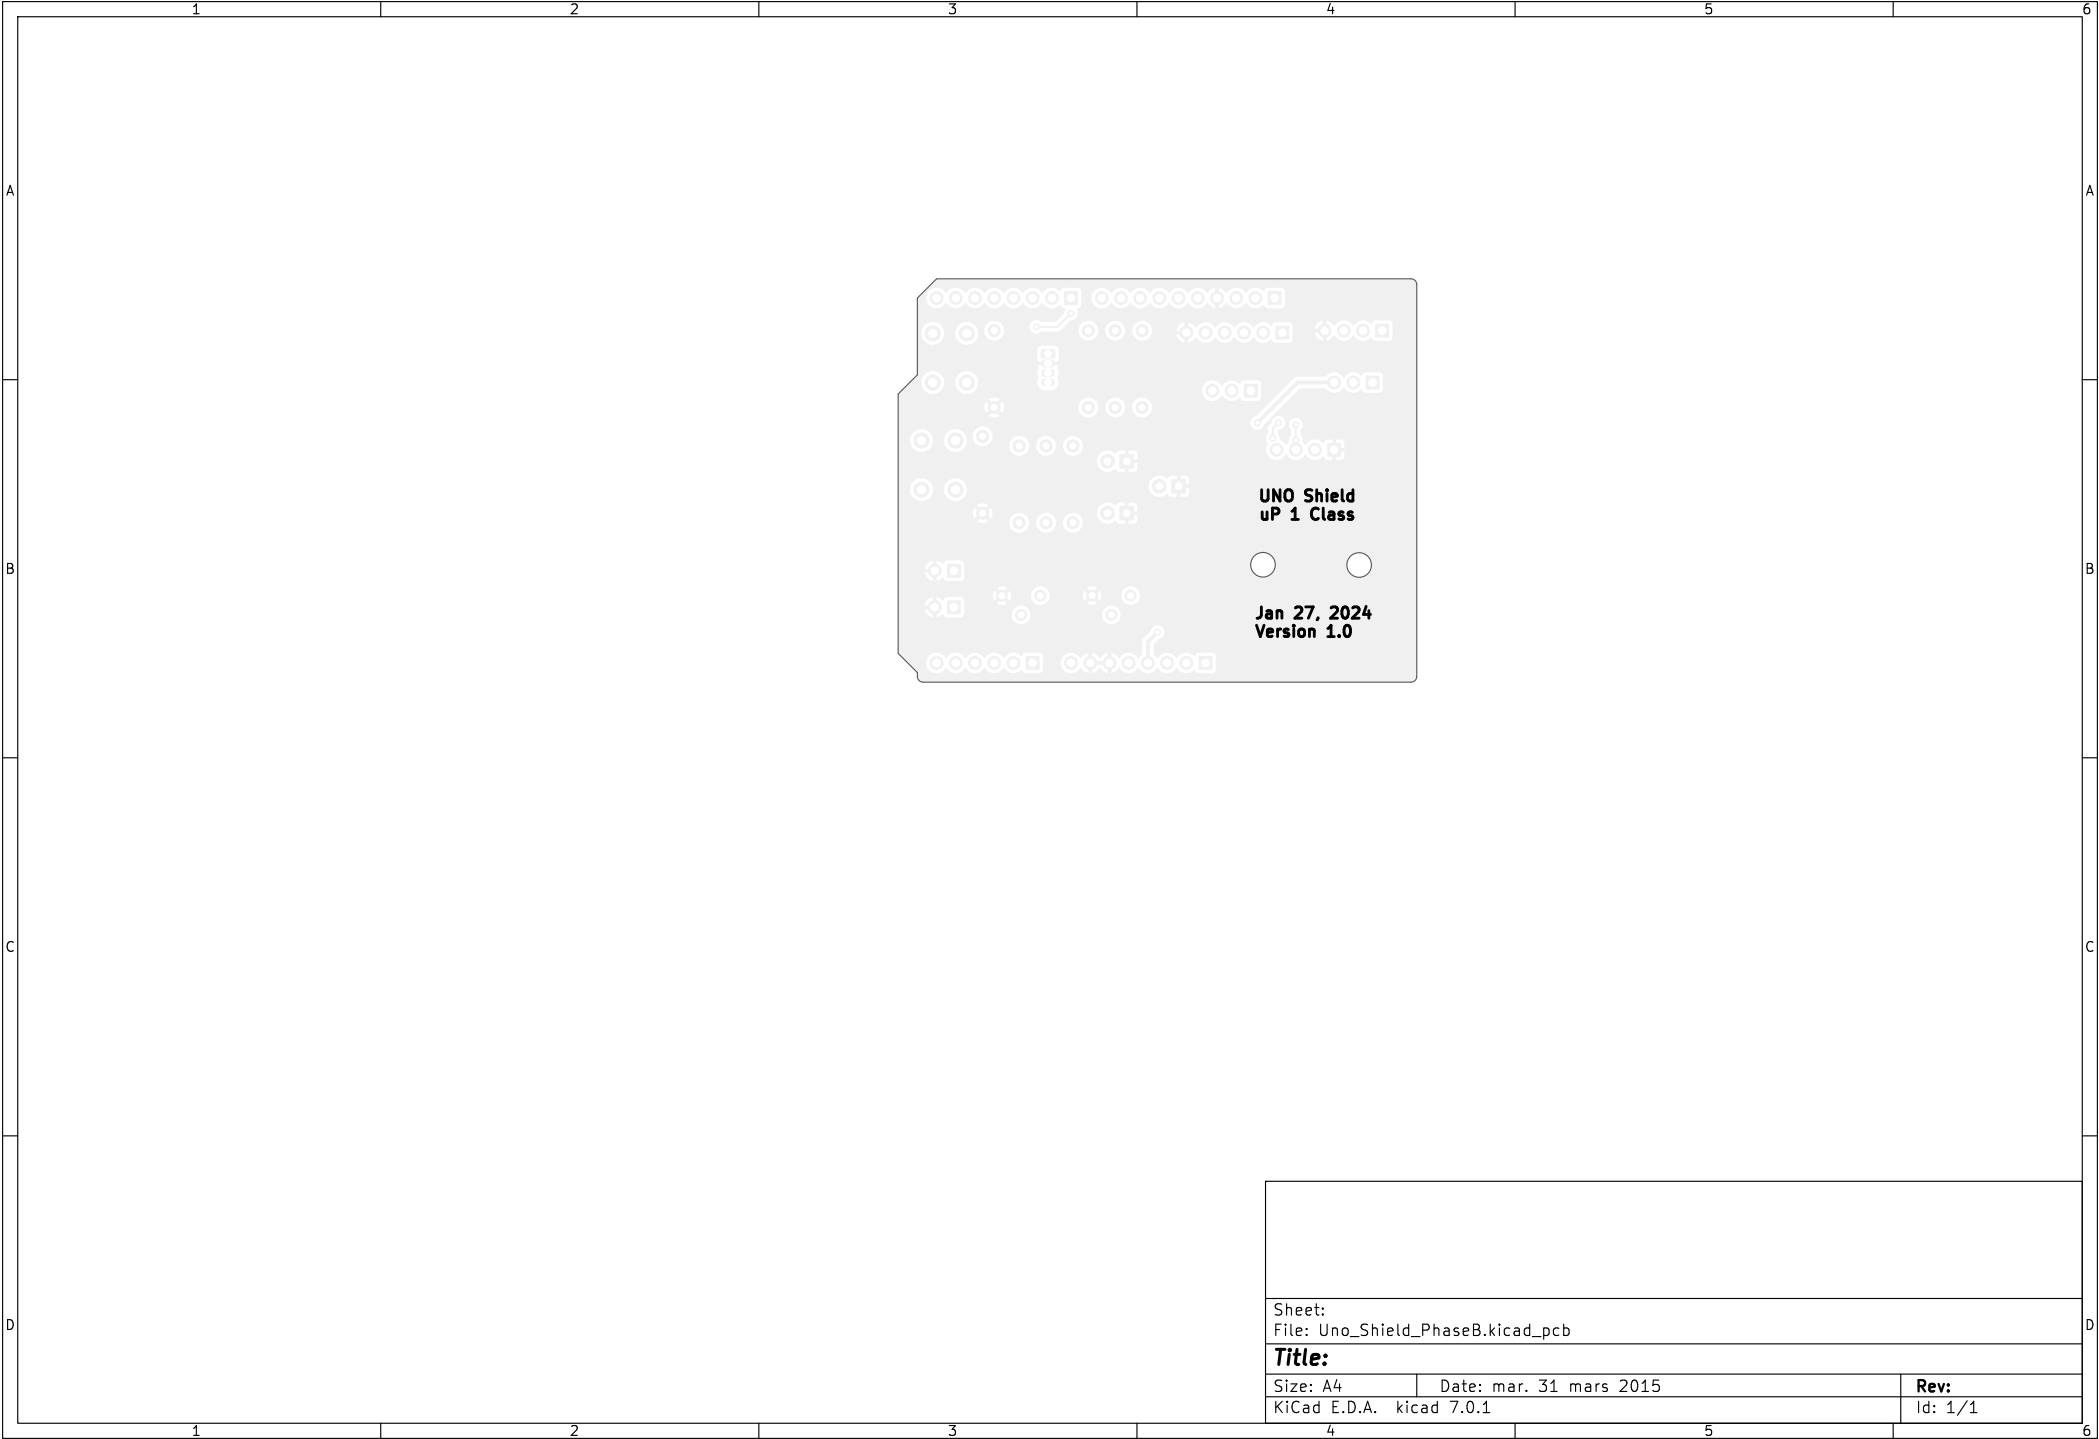 1 2 3 4 5 6
A A
UNO Shield
uP 1 Class
B B
Jan 27, 2024
Version 1.0
C C
Sheet:
File: Uno_Shield_PhaseB.kicad_pcb
D D
Title:
Size: A4 Date: mar. 31 mars 2015 Rev:
KiCad E.D.A. kicad 7.0.1 Id: 1/1
1 2 3 4 5 6